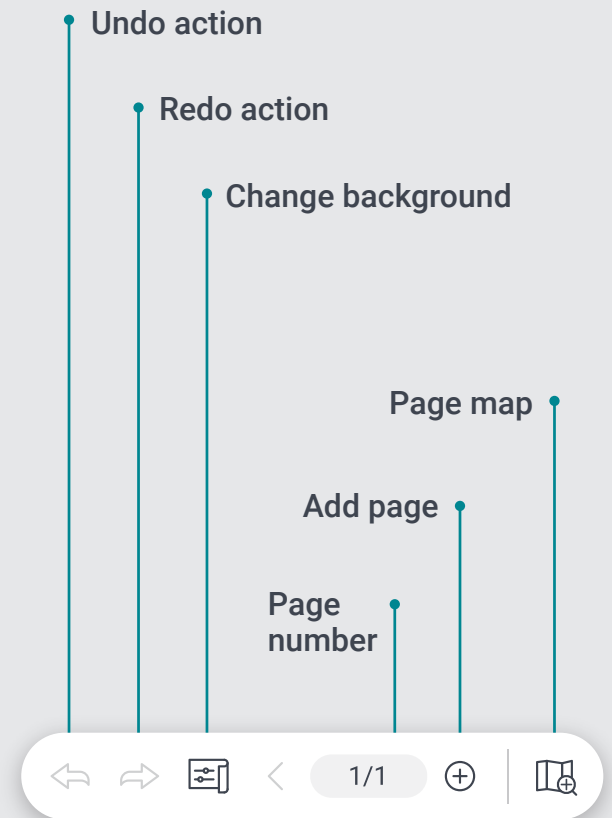 Undo action
Redo action
Change background
Page map
Add page
Page
number
1/1